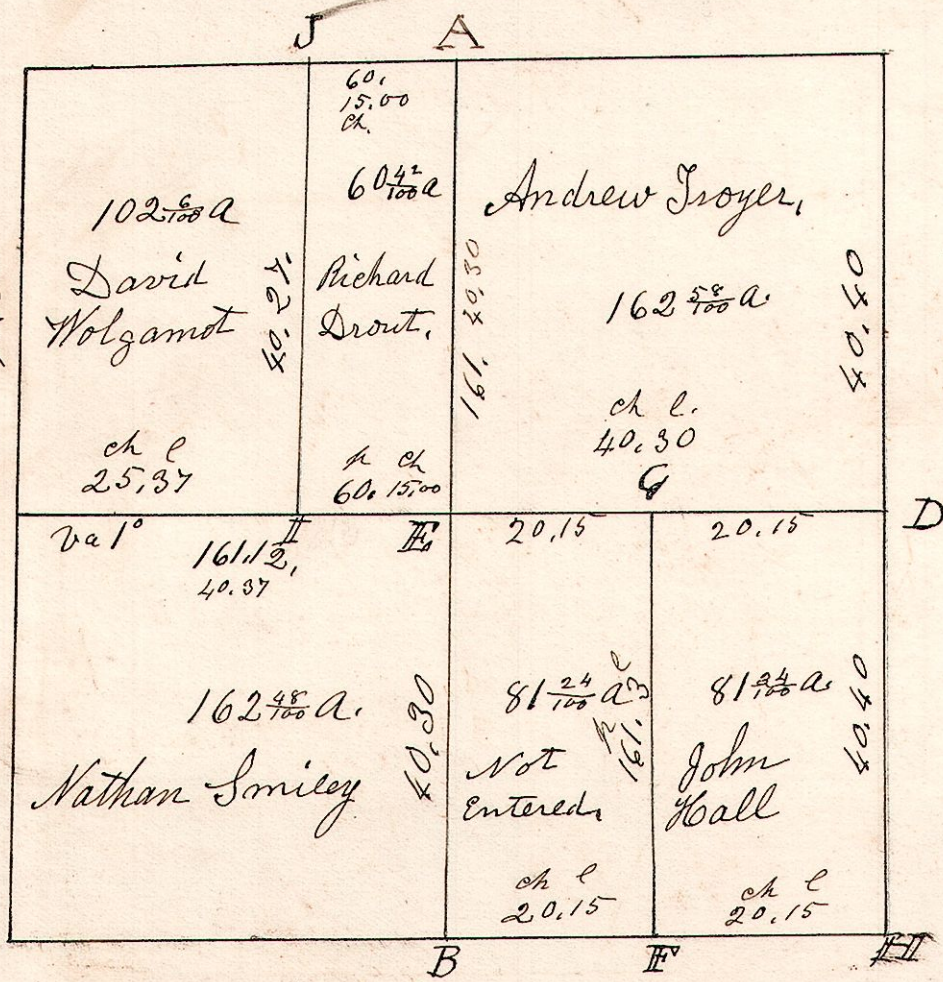 J A
60.
15.00
ch.
102 6/100 a
David
Wolgamot
40.27.
ch l
25,37
60 42/100 a
Richard
Drout,
60. 15.00
161. 40.30
Andrew Troyer,
162 58/100 a.
40.40
ch l.
40.30
G
D
va 1°
I
E
161.12,
40.37
20,15
20.15
162 48/100 a.
Nathan Smiley
40.30
81 24/100 a
161.3
Not
Entered,
ch l
20.15
81 24/100 a.
John
Hall
40.40
ch l
20.15
B F H